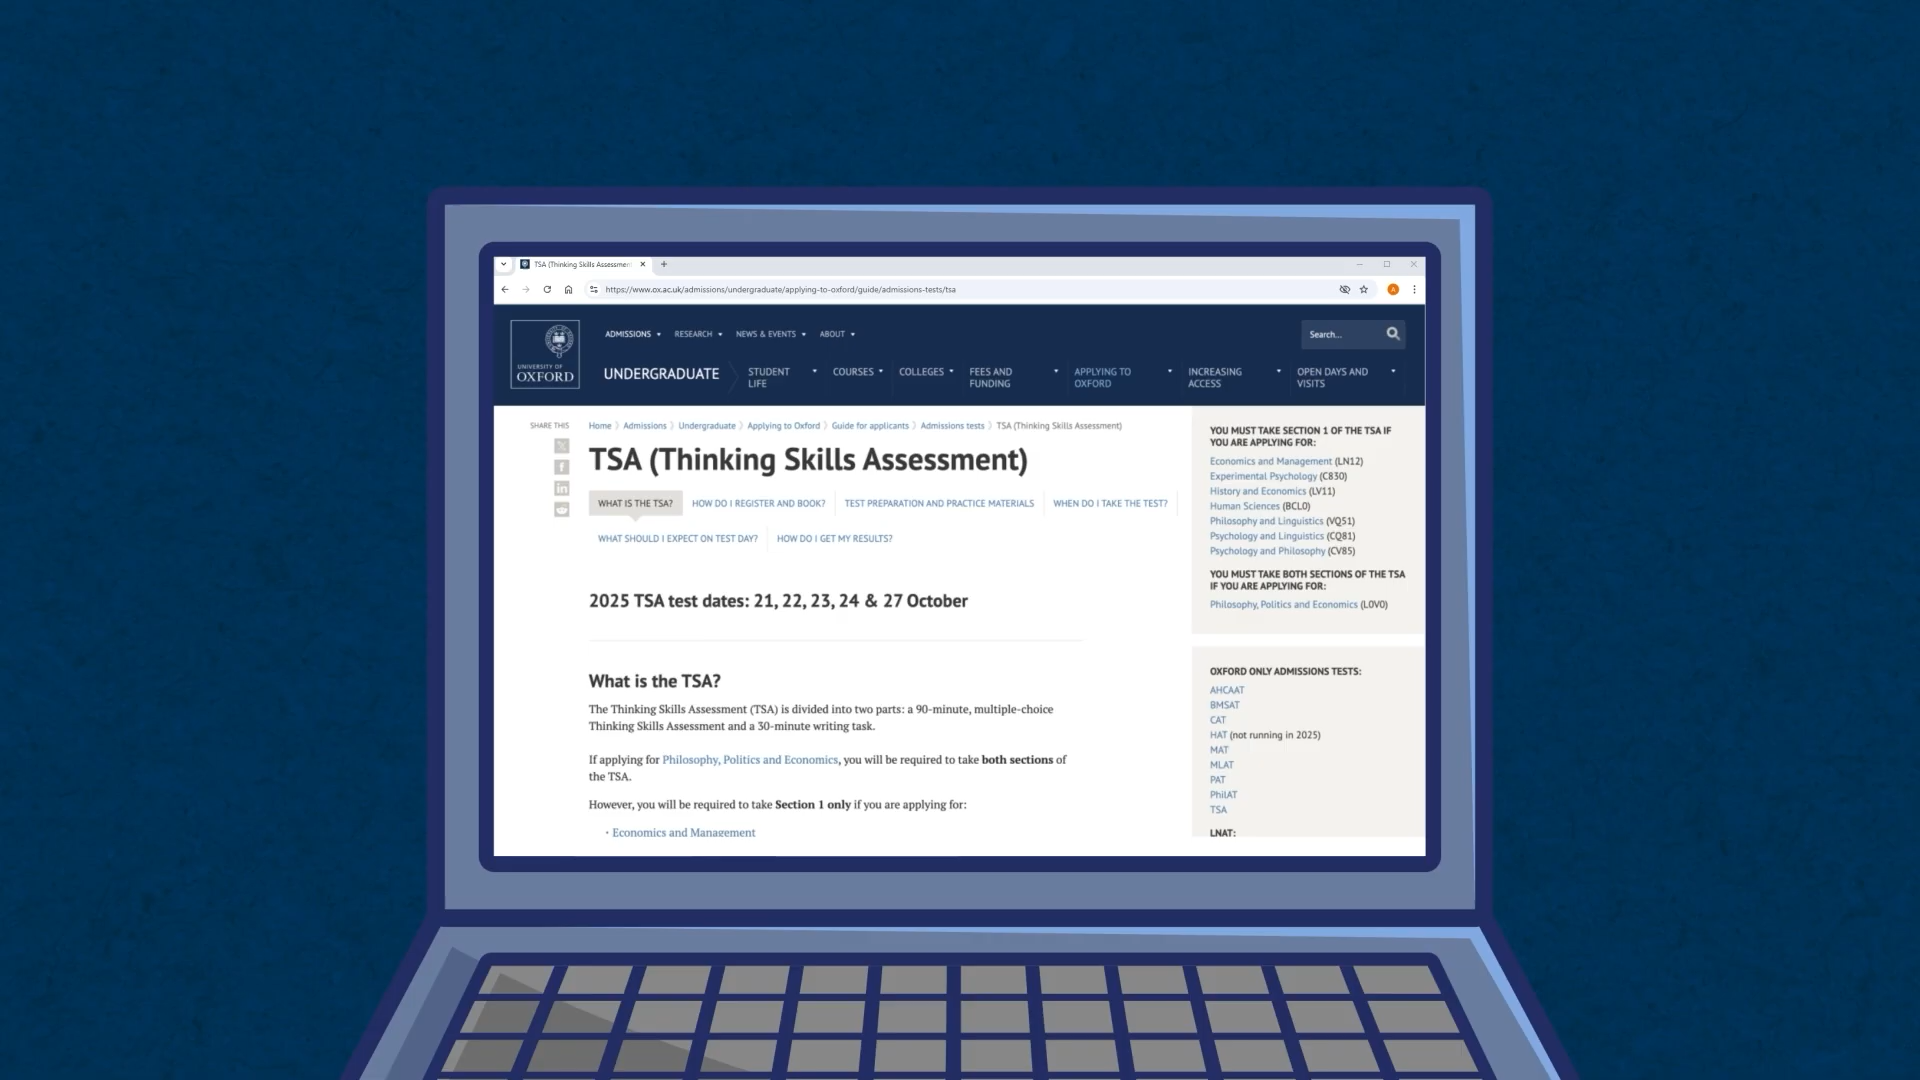 TSA (Thinking Skills Assessmen
https://www.ox.ac.uk/admissions/undergraduate/applying-to-oxford/guide/admissions-tests/tsa
UNIVERSITY OF
OXFORD
ADMISSIONS
RESEARCH
NEWS & EVENTS
ABOUT
Search...
UNDERGRADUATE
STUDENT
LIFE
COURSES
COLLEGES
FEES AND
FUNDING
APPLYING TO
OXFORD
INCREASING
ACCESS
OPEN DAYS AND
VISITS
SHARE THIS
Home 〉 Admissions 〉 Undergraduate 〉 Applying to Oxford 〉 Guide for applicants 〉 Admissions tests 〉 TSA (Thinking Skills Assessment)
TSA (Thinking Skills Assessment)
WHAT IS THE TSA?
HOW DO I REGISTER AND BOOK?
TEST PREPARATION AND PRACTICE MATERIALS
WHEN DO I TAKE THE TEST?
WHAT SHOULD I EXPECT ON TEST DAY?
HOW DO I GET MY RESULTS?
2025 TSA test dates: 21, 22, 23, 24 & 27 October
What is the TSA?
The Thinking Skills Assessment (TSA) is divided into two parts: a 90-minute, multiple-choice
Thinking Skills Assessment and a 30-minute writing task.
If applying for Philosophy, Politics and Economics, you will be required to take both sections of
the TSA.
However, you will be required to take Section 1 only if you are applying for:
· Economics and Management
YOU MUST TAKE SECTION 1 OF THE TSA IF
YOU ARE APPLYING FOR:
Economics and Management (LN12)
Experimental Psychology (C830)
History and Economics (LV11)
Human Sciences (BCL0)
Philosophy and Linguistics (VQ51)
Psychology and Linguistics (CQ81)
Psychology and Philosophy (CV85)
YOU MUST TAKE BOTH SECTIONS OF THE TSA
IF YOU ARE APPLYING FOR:
Philosophy, Politics and Economics (L0V0)
OXFORD ONLY ADMISSIONS TESTS:
AHCAAT
BMSAT
CAT
HAT (not running in 2025)
MAT
MLAT
PAT
PhilAT
TSA
LNAT: